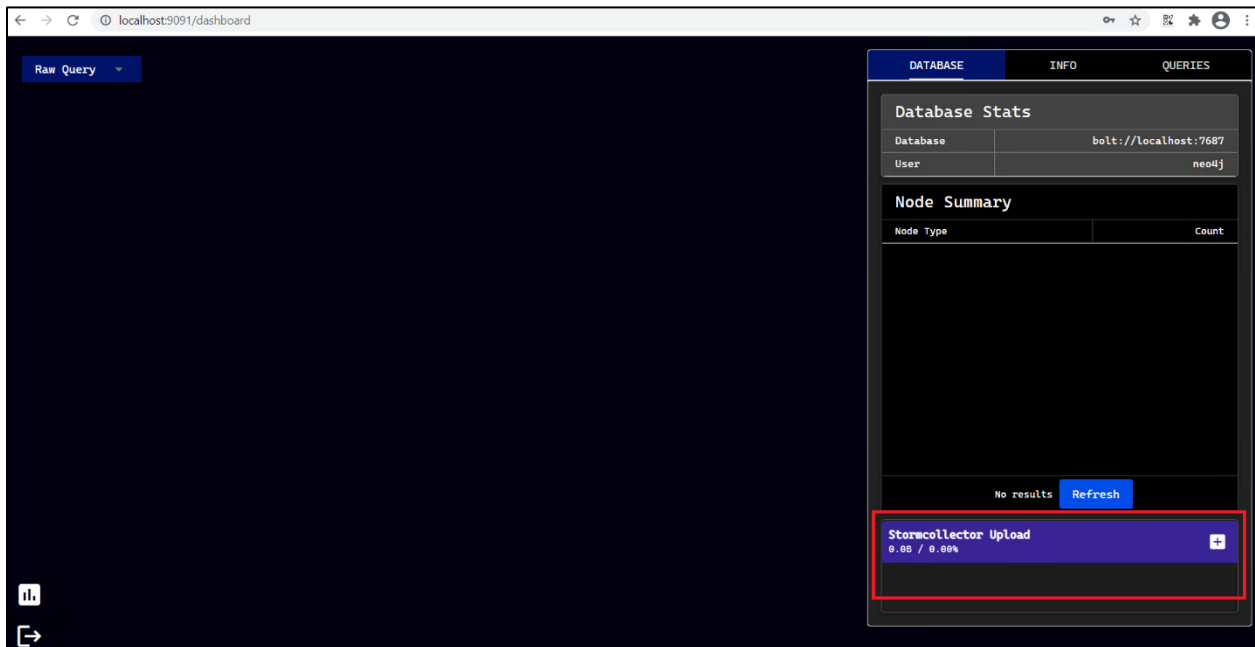 localhost:9091/dashboard
Raw Query
DATABASE INFO QUERIES
Database Stats
Database bolt://localhost:7687
User neo4j
Node Summary
Node Type Count
No results Refresh
Stormcollector Upload
0.0B / 0.00%